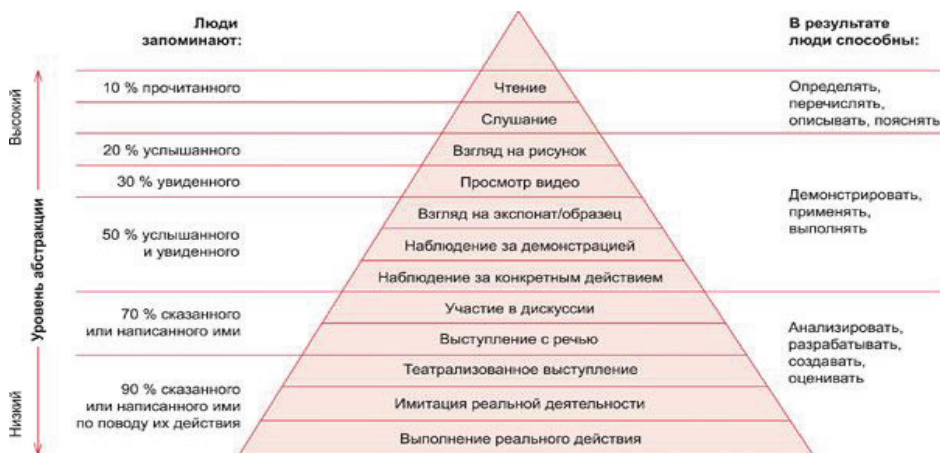 Люди
запоминают:
В результате
люди способны:
Высокий
Уровень абстракции
Низкий
10 % прочитанного
20 % услышанного
30 % увиденного
50 % услышанного
и увиденного
70 % сказанного
или написанного ими
90 % сказанного
или написанного ими
по поводу их действия
Чтение
Слушание
Взгляд на рисунок
Просмотр видео
Взгляд на экспонат/образец
Наблюдение за демонстрацией
Наблюдение за конкретным действием
Участие в дискуссии
Выступление с речью
Театрализованное выступление
Имитация реальной деятельности
Выполнение реального действия
Определять,
перечислять,
описывать, пояснять
Демонстрировать,
применять,
выполнять
Анализировать,
разрабатывать,
создавать,
оценивать